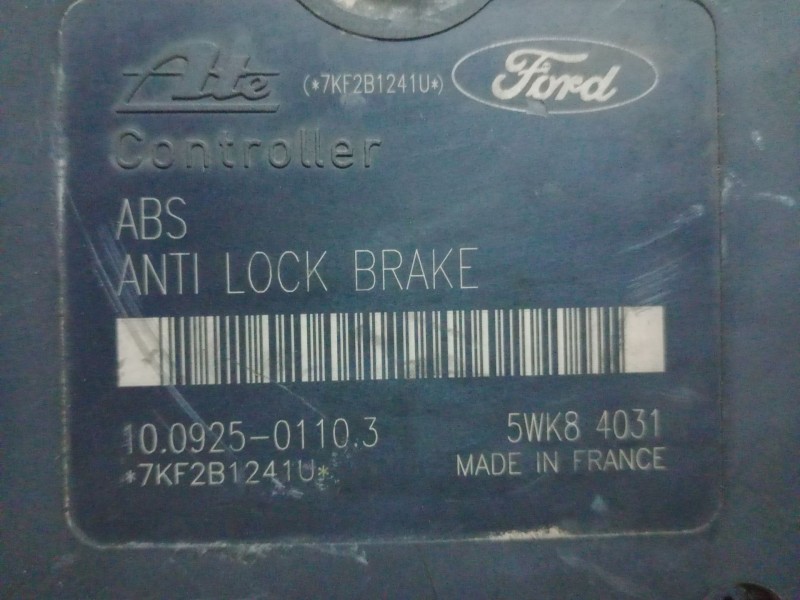 Ate (*7KF2B1241U*) Ford
Controller
ABS
ANTI LOCK BRAKE
10.0925-0110.3 5WK8 4031
*7KF2B1241U* MADE IN FRANCE